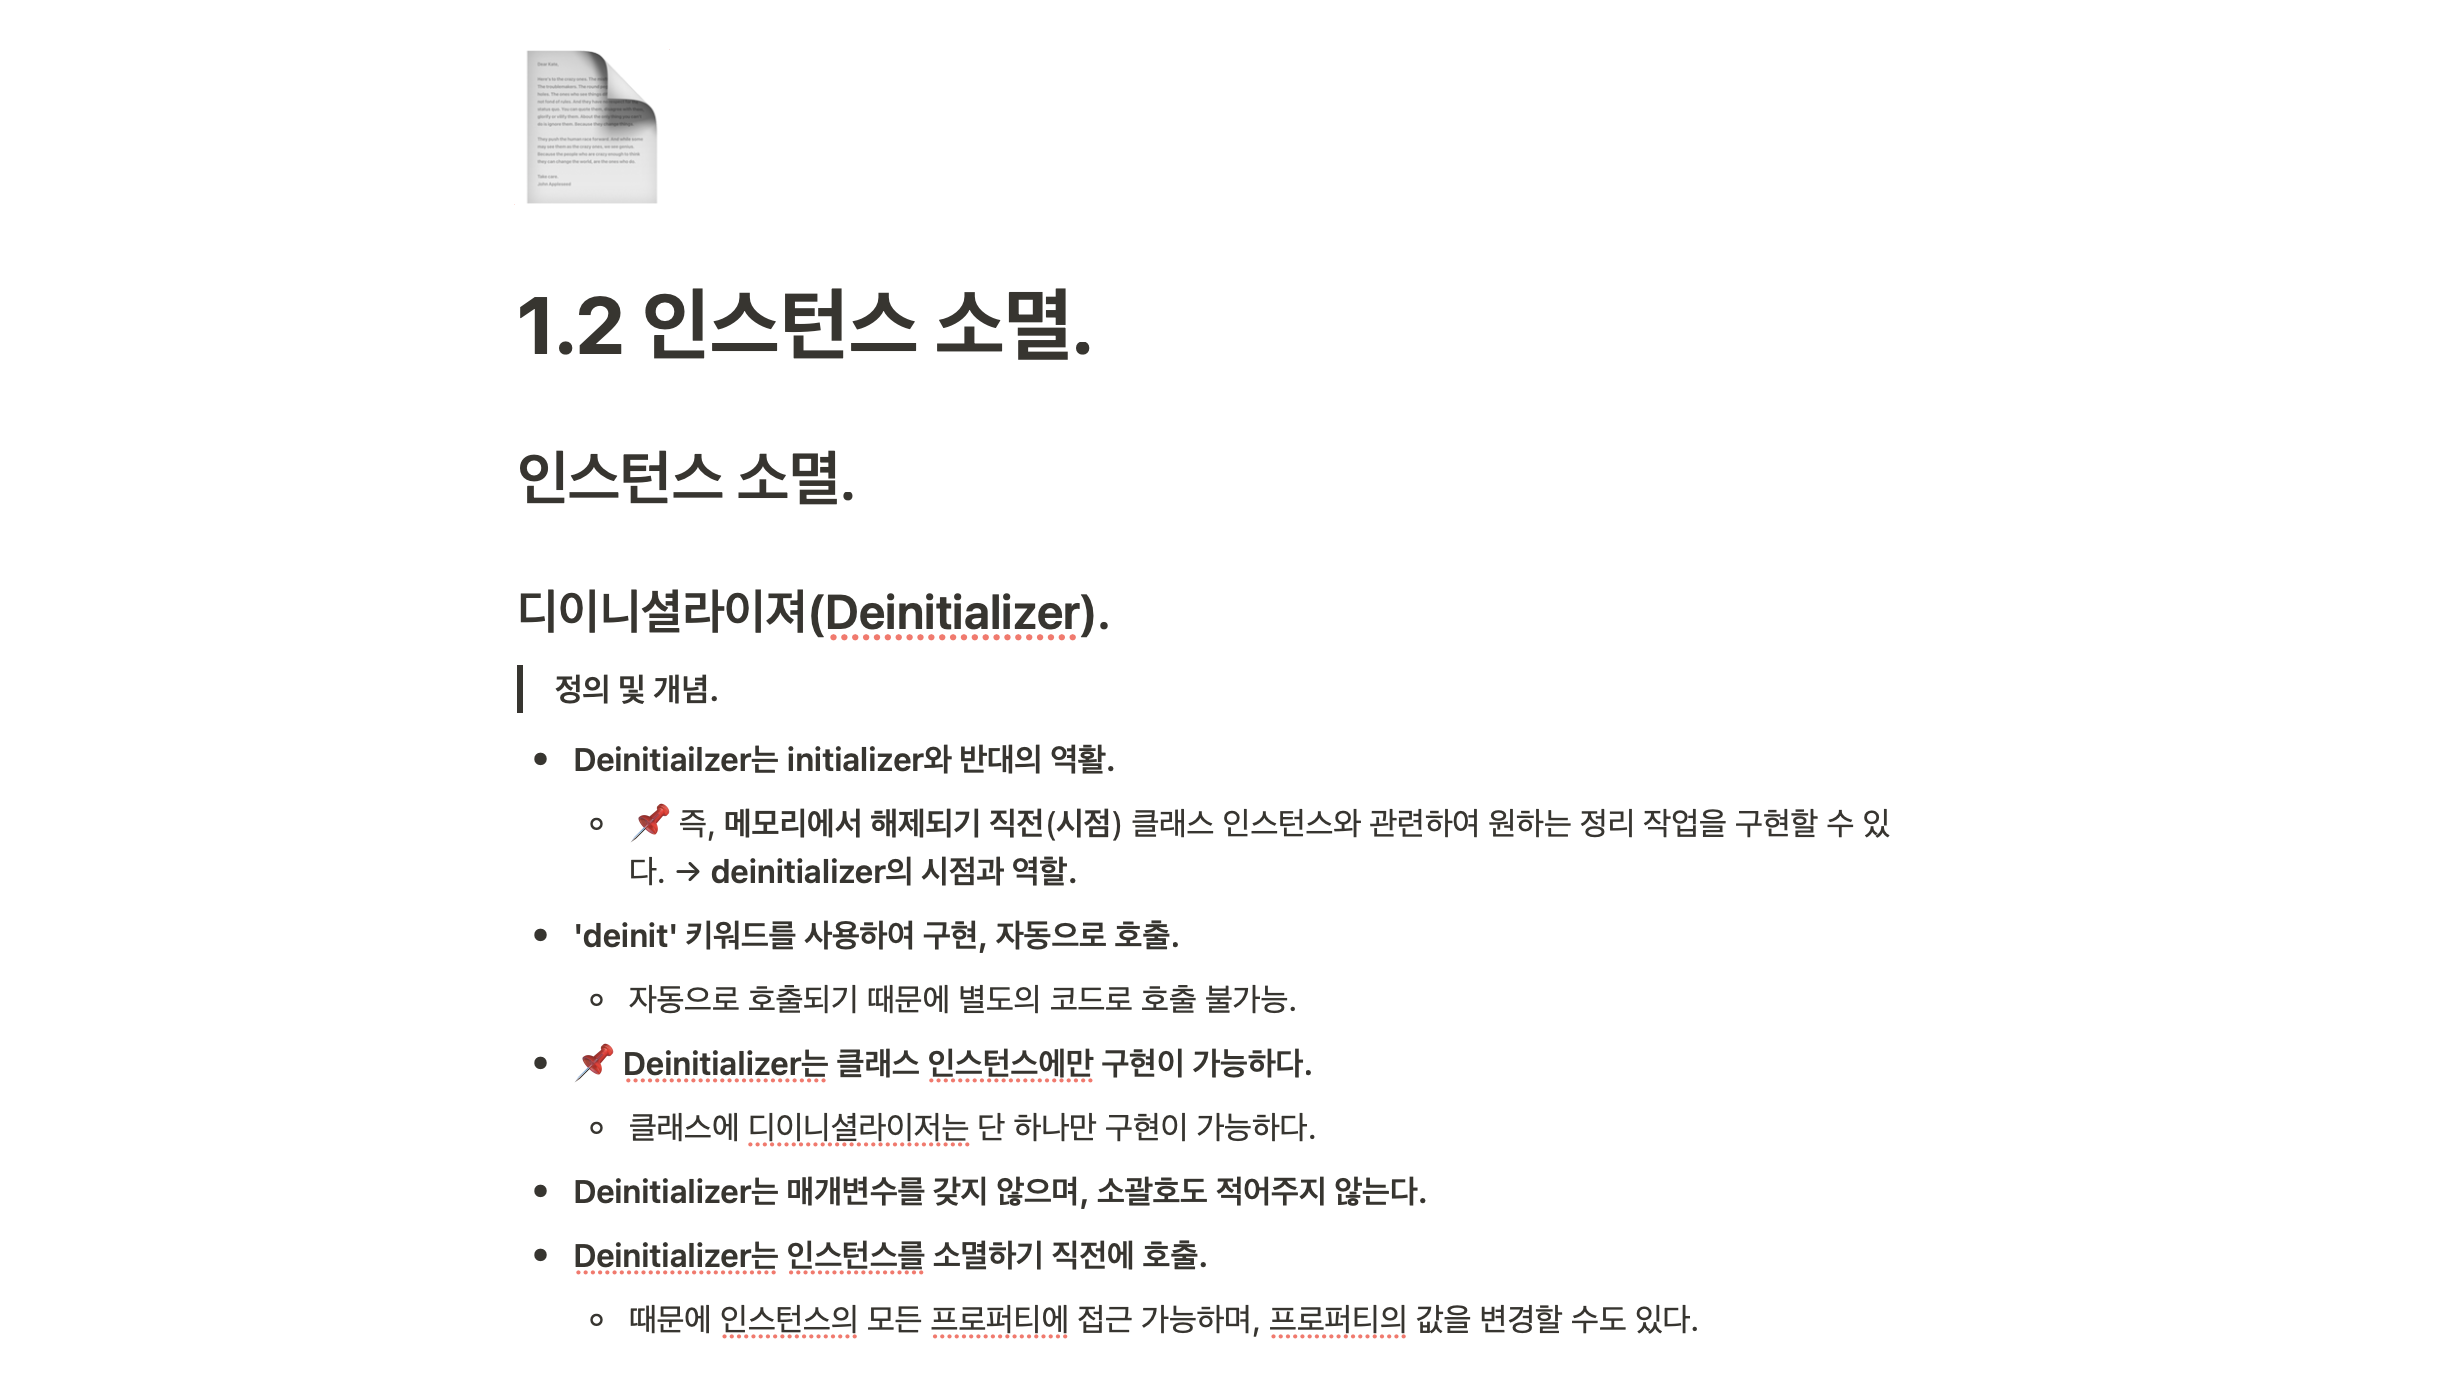 1.2 인스턴스 소멸.
인스턴스 소멸.
디이니셜라이져(Deinitializer).
정의 및 개념.
Deinitiailzer는 initializer와 반대의 역활.
📌 즉, 메모리에서 해제되기 직전(시점) 클래스 인스턴스와 관련하여 원하는 정리 작업을 구현할 수 있
다. → deinitializer의 시점과 역할.
'deinit' 키워드를 사용하여 구현, 자동으로 호출.
자동으로 호출되기 때문에 별도의 코드로 호출 불가능.
📌 Deinitializer는 클래스 인스턴스에만 구현이 가능하다.
클래스에 디이니셜라이저는 단 하나만 구현이 가능하다.
Deinitializer는 매개변수를 갖지 않으며, 소괄호도 적어주지 않는다.
Deinitializer는 인스턴스를 소멸하기 직전에 호출.
때문에 인스턴스의 모든 프로퍼티에 접근 가능하며, 프로퍼티의 값을 변경할 수도 있다.